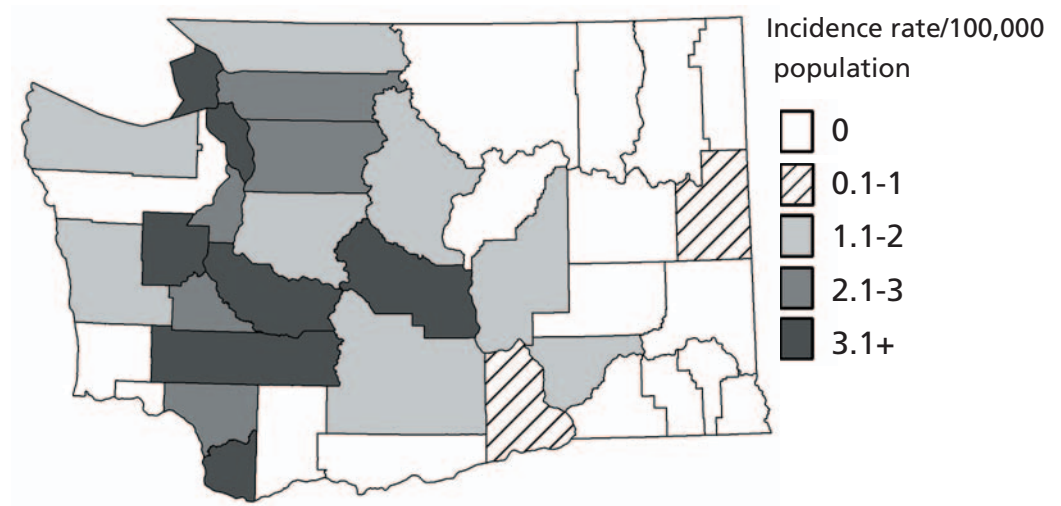 Incidence rate/100,000
population
0
0.1-1
1.1-2
2.1-3
3.1+